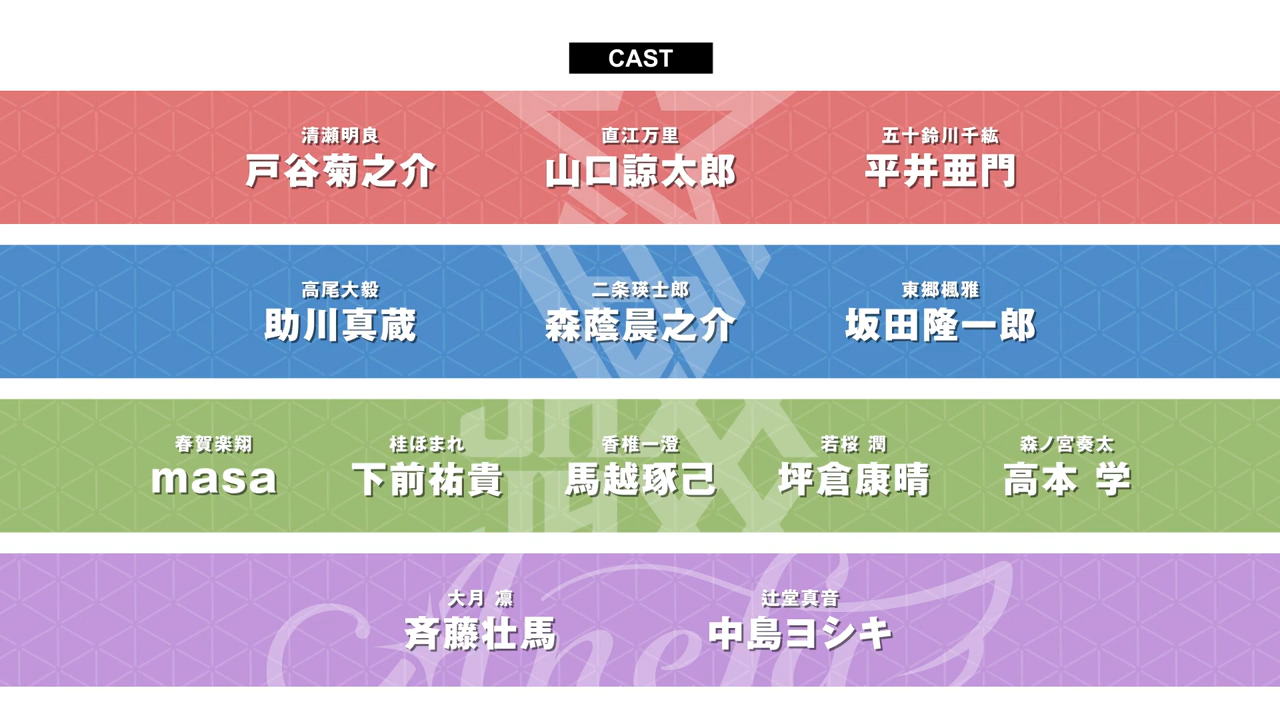 CAST
清瀬明良
戸谷菊之介
直江万里
山口諒太郎
五十鈴川千紘
平井亜門
高尾大毅
助川真蔵
二条瑛士郎
森蔭晨之介
東郷楓雅
坂田隆一郎
春賀楽翔
masa
桂ほまれ
下前祐貴
香椎一澄
馬越琢己
若桜 潤
坪倉康晴
森ノ宮奏太
高本 学
大月 凛
斉藤壮馬
辻堂真音
中島ヨシキ